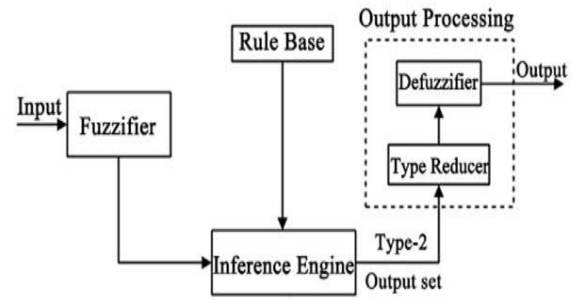 Output Processing
Rule Base
Defuzzifier
Output
Input
Fuzzifier
Type Reducer
Type-2
Inference Engine
Output set